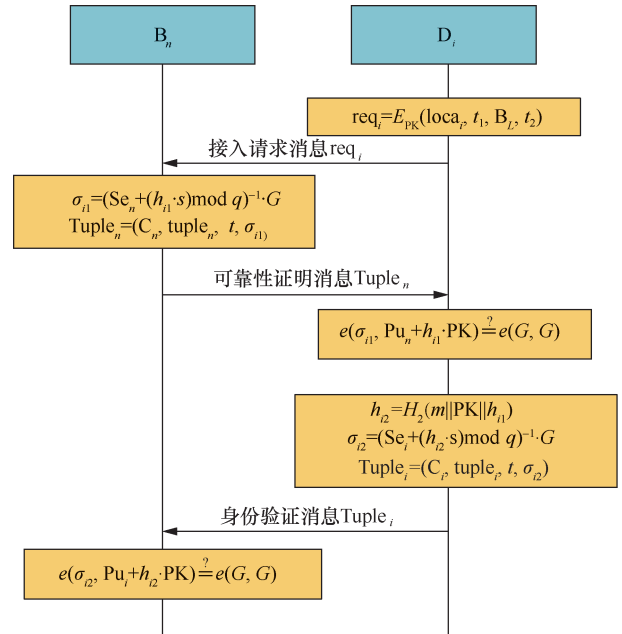 Bₙ
Dᵢ
reqᵢ=E_PK(locaᵢ, t₁, B_L, t₂)
接入请求消息reqᵢ
σᵢ₁=(Seₙ+(hᵢ₁·s)mod q)⁻¹·G
Tupleₙ=(Cₙ, tupleₙ, t, σᵢ₁)
可靠性证明消息Tupleₙ
e(σᵢ₁, Puₙ+hᵢ₁·PK)≟e(G, G)
hᵢ₂=H₂(m||PK||hᵢ₁)
σᵢ₂=(Seᵢ+(hᵢ₂·s)mod q)⁻¹·G
Tupleᵢ=(Cᵢ, tupleᵢ, t, σᵢ₂)
身份验证消息Tupleᵢ
e(σᵢ₂, Puᵢ+hᵢ₂·PK)≟e(G, G)